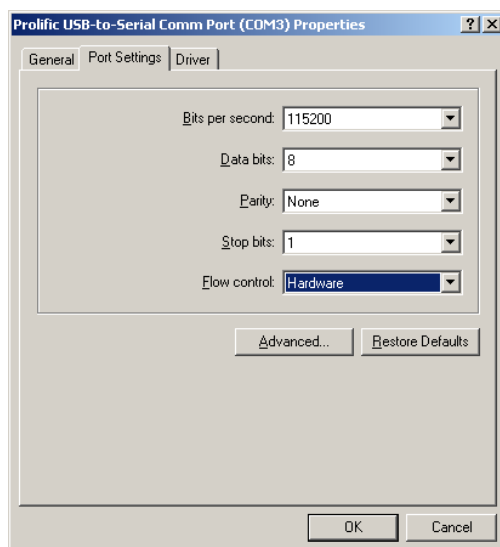 Prolific USB-to-Serial Comm Port (COM3) Properties
General Port Settings Driver
Bits per second: 115200
Data bits: 8
Parity: None
Stop bits: 1
Flow control: Hardware
Advanced... Restore Defaults
OK Cancel